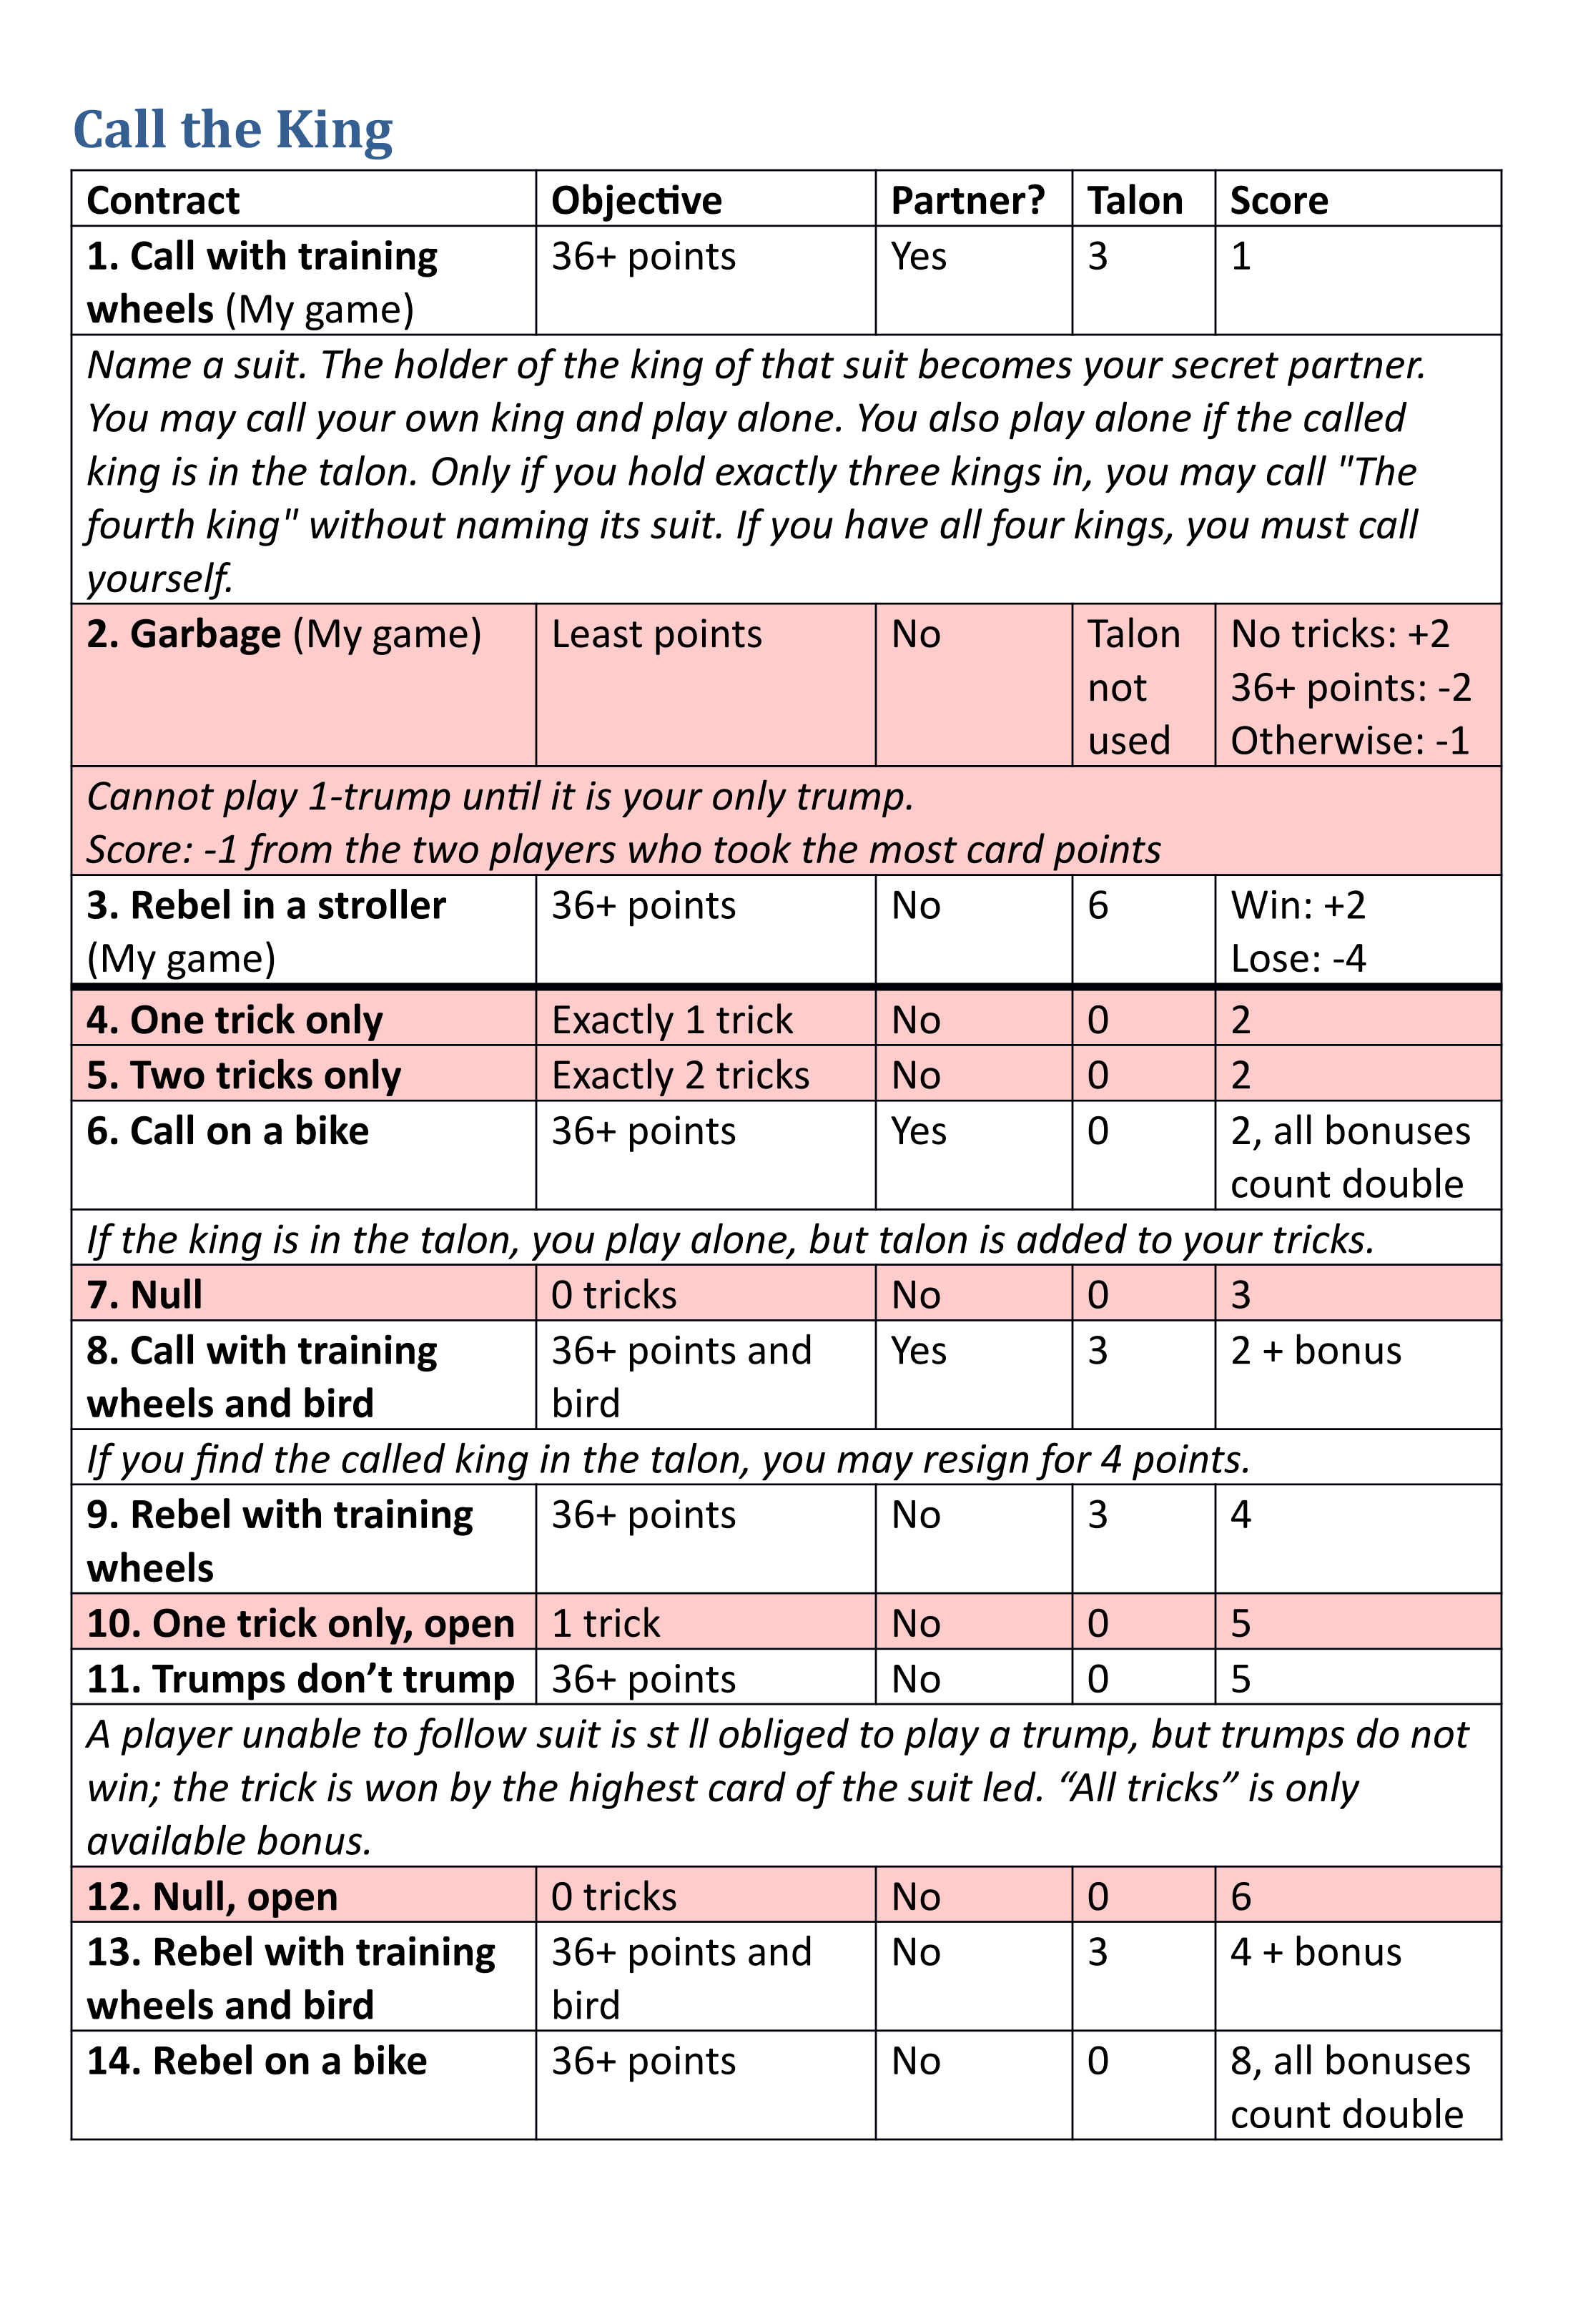 Call the King
Contract Objective Partner? Talon Score
1. Call with training 36+ points Yes 3 1
wheels (My game)
Name a suit. The holder of the king of that suit becomes your secret partner.
You may call your own king and play alone. You also play alone if the called
king is in the talon. Only if you hold exactly three kings in, you may call "The
fourth king" without naming its suit. If you have all four kings, you must call
yourself.
2. Garbage (My game) Least points No Talon No tricks: +2
not 36+ points: -2
used Otherwise: -1
Cannot play 1-trump until it is your only trump.
Score: -1 from the two players who took the most card points
3. Rebel in a stroller 36+ points No 6 Win: +2
(My game) Lose: -4
4. One trick only Exactly 1 trick No 0 2
5. Two tricks only Exactly 2 tricks No 0 2
6. Call on a bike 36+ points Yes 0 2, all bonuses
count double
If the king is in the talon, you play alone, but talon is added to your tricks.
7. Null 0 tricks No 0 3
8. Call with training 36+ points and Yes 3 2 + bonus
wheels and bird bird
If you find the called king in the talon, you may resign for 4 points.
9. Rebel with training 36+ points No 3 4
wheels
10. One trick only, open 1 trick No 0 5
11. Trumps don’t trump 36+ points No 0 5
A player unable to follow suit is st ll obliged to play a trump, but trumps do not
win; the trick is won by the highest card of the suit led. “All tricks” is only
available bonus.
12. Null, open 0 tricks No 0 6
13. Rebel with training 36+ points and No 3 4 + bonus
wheels and bird bird
14. Rebel on a bike 36+ points No 0 8, all bonuses
count double